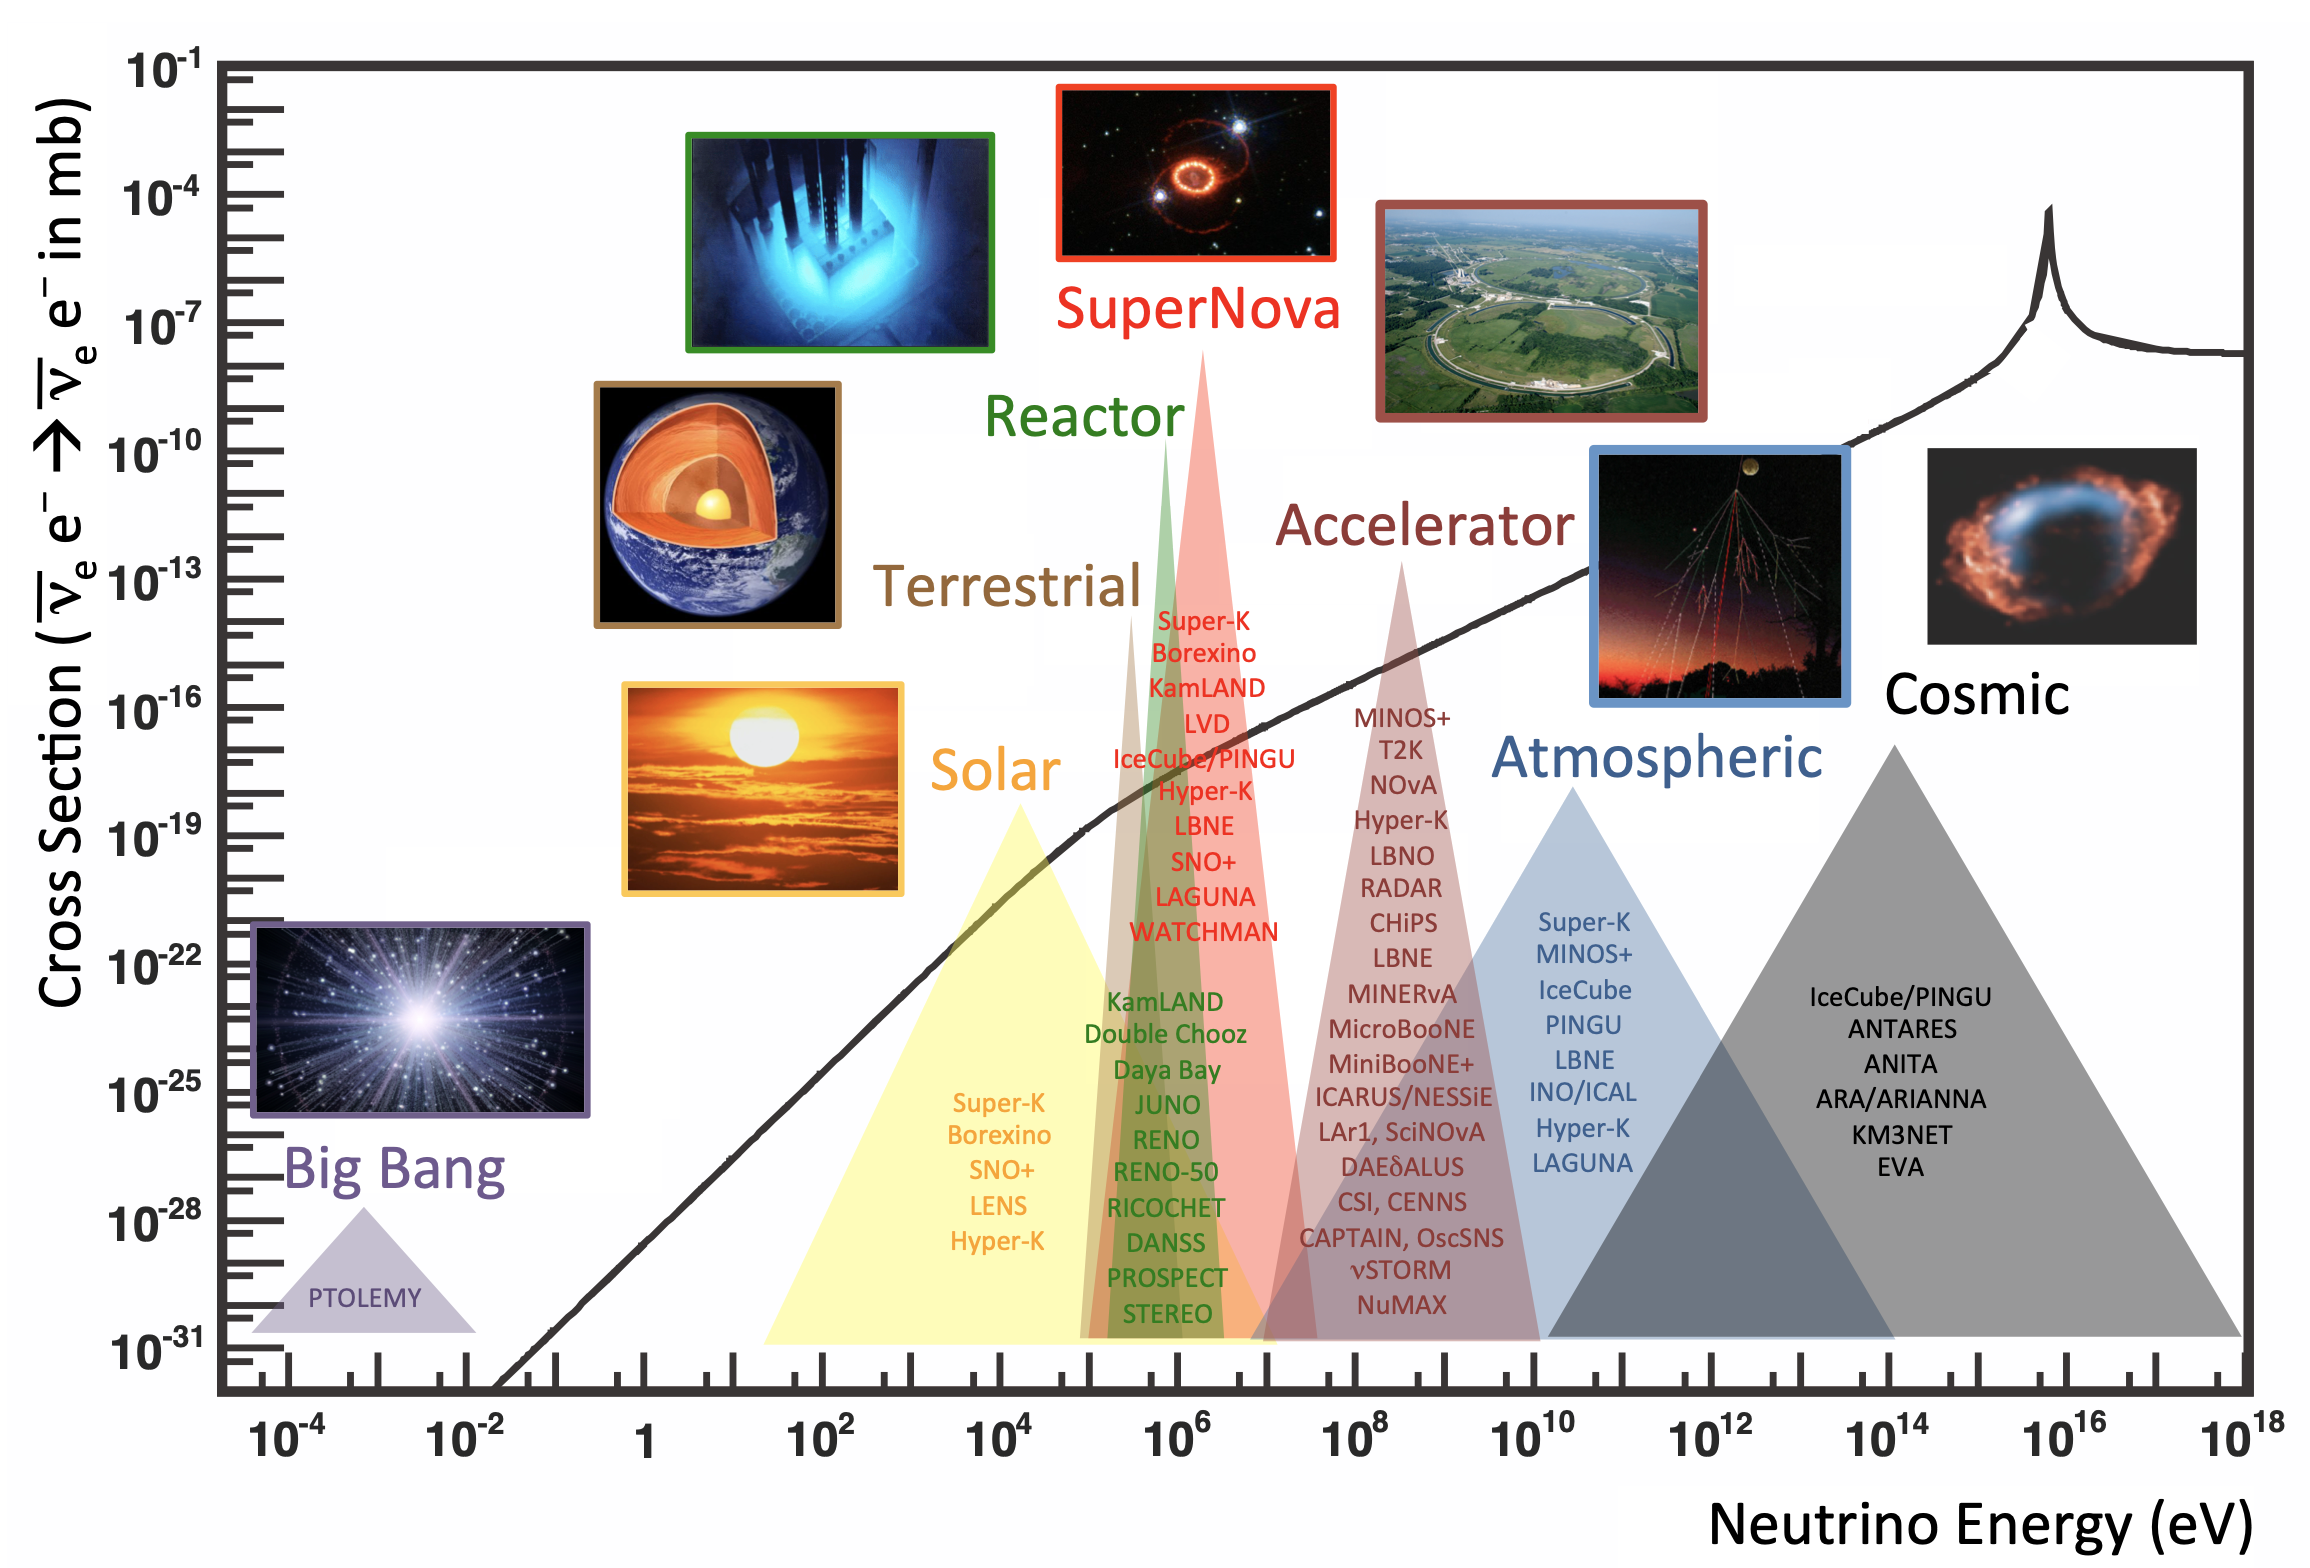 Cross Section (ν̅ₑ e⁻ → ν̅ₑ e⁻ in mb)
10⁻¹
10⁻⁴
10⁻⁷
10⁻¹⁰
10⁻¹³
10⁻¹⁶
10⁻¹⁹
10⁻²²
10⁻²⁵
10⁻²⁸
10⁻³¹
Big Bang
PTOLEMY
Solar
Super-K
Borexino
SNO+
LENS
Hyper-K
Terrestrial
Reactor
KamLAND
Double Chooz
Daya Bay
JUNO
RENO
RENO-50
RICOCHET
DANSS
PROSPECT
STEREO
SuperNova
Super-K
Borexino
KamLAND
LVD
IceCube/PINGU
Hyper-K
LBNE
SNO+
LAGUNA
WATCHMAN
Accelerator
MINOS+
T2K
NOvA
Hyper-K
LBNO
RADAR
CHiPS
LBNE
MINERvA
MicroBooNE
MiniBooNE+
ICARUS/NESSiE
LAr1, SciNOvA
DAEδALUS
CSI, CENNS
CAPTAIN, OscSNS
νSTORM
NuMAX
Atmospheric
Super-K
MINOS+
IceCube
PINGU
LBNE
INO/ICAL
Hyper-K
LAGUNA
Cosmic
IceCube/PINGU
ANTARES
ANITA
ARA/ARIANNA
KM3NET
EVA
10⁻⁴ 10⁻² 1 10² 10⁴ 10⁶ 10⁸ 10¹⁰ 10¹² 10¹⁴ 10¹⁶ 10¹⁸
Neutrino Energy (eV)